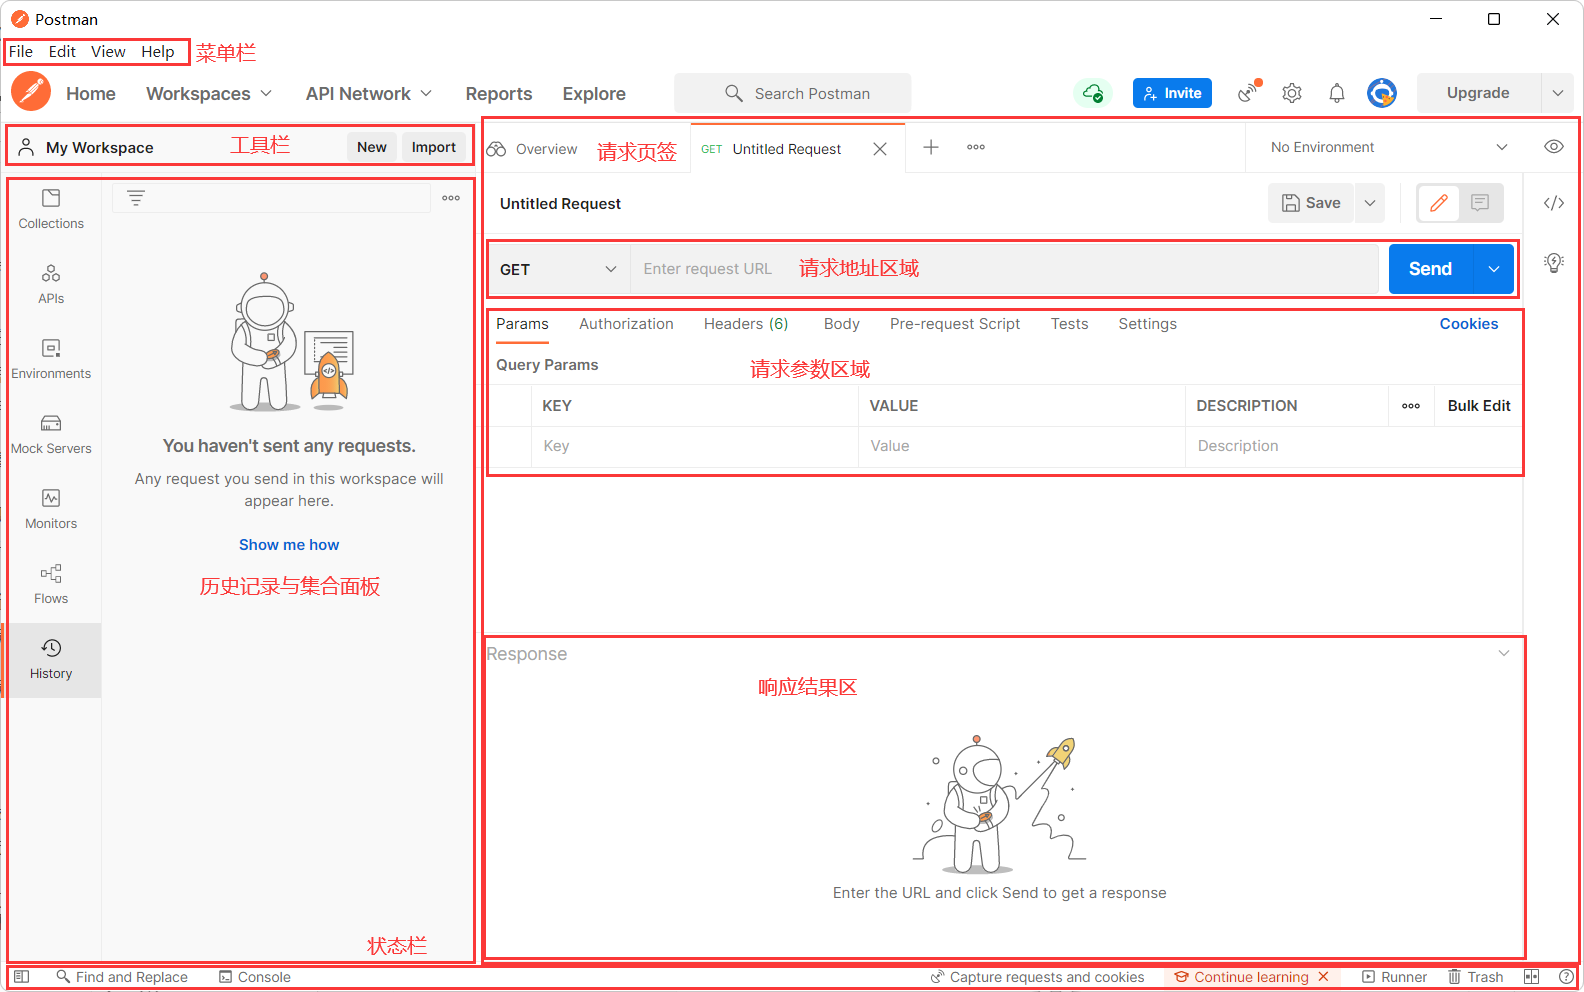 Postman
File Edit View Help 菜单栏
Home Workspaces API Network Reports Explore Search Postman Invite Upgrade
My Workspace 工具栏 New Import
Overview 请求页签 GET Untitled Request No Environment
Untitled Request Save
Collections
APIs
Environments
Mock Servers
Monitors
Flows
History
You haven't sent any requests.
Any request you send in this workspace will
appear here.
Show me how
历史记录与集合面板
GET Enter request URL 请求地址区域 Send
Params Authorization Headers (6) Body Pre-request Script Tests Settings Cookies
Query Params 请求参数区域
KEY VALUE DESCRIPTION Bulk Edit
Key Value Description
Response
响应结果区
Enter the URL and click Send to get a response
状态栏
Find and Replace Console Capture requests and cookies Continue learning Runner Trash